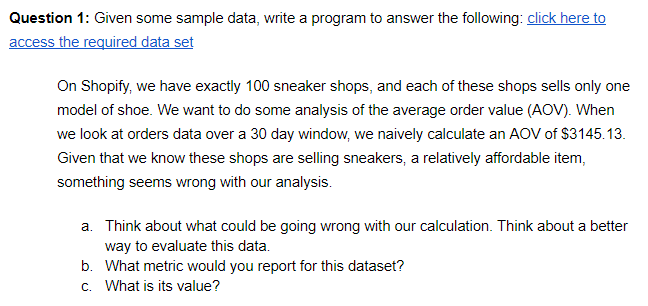 Question 1: Given some sample data, write a program to answer the following: click here to
access the required data set
On Shopify, we have exactly 100 sneaker shops, and each of these shops sells only one
model of shoe. We want to do some analysis of the average order value (AOV). When
we look at orders data over a 30 day window, we naively calculate an AOV of $3145.13.
Given that we know these shops are selling sneakers, a relatively affordable item,
something seems wrong with our analysis.
a. Think about what could be going wrong with our calculation. Think about a better
way to evaluate this data.
b. What metric would you report for this dataset?
c. What is its value?